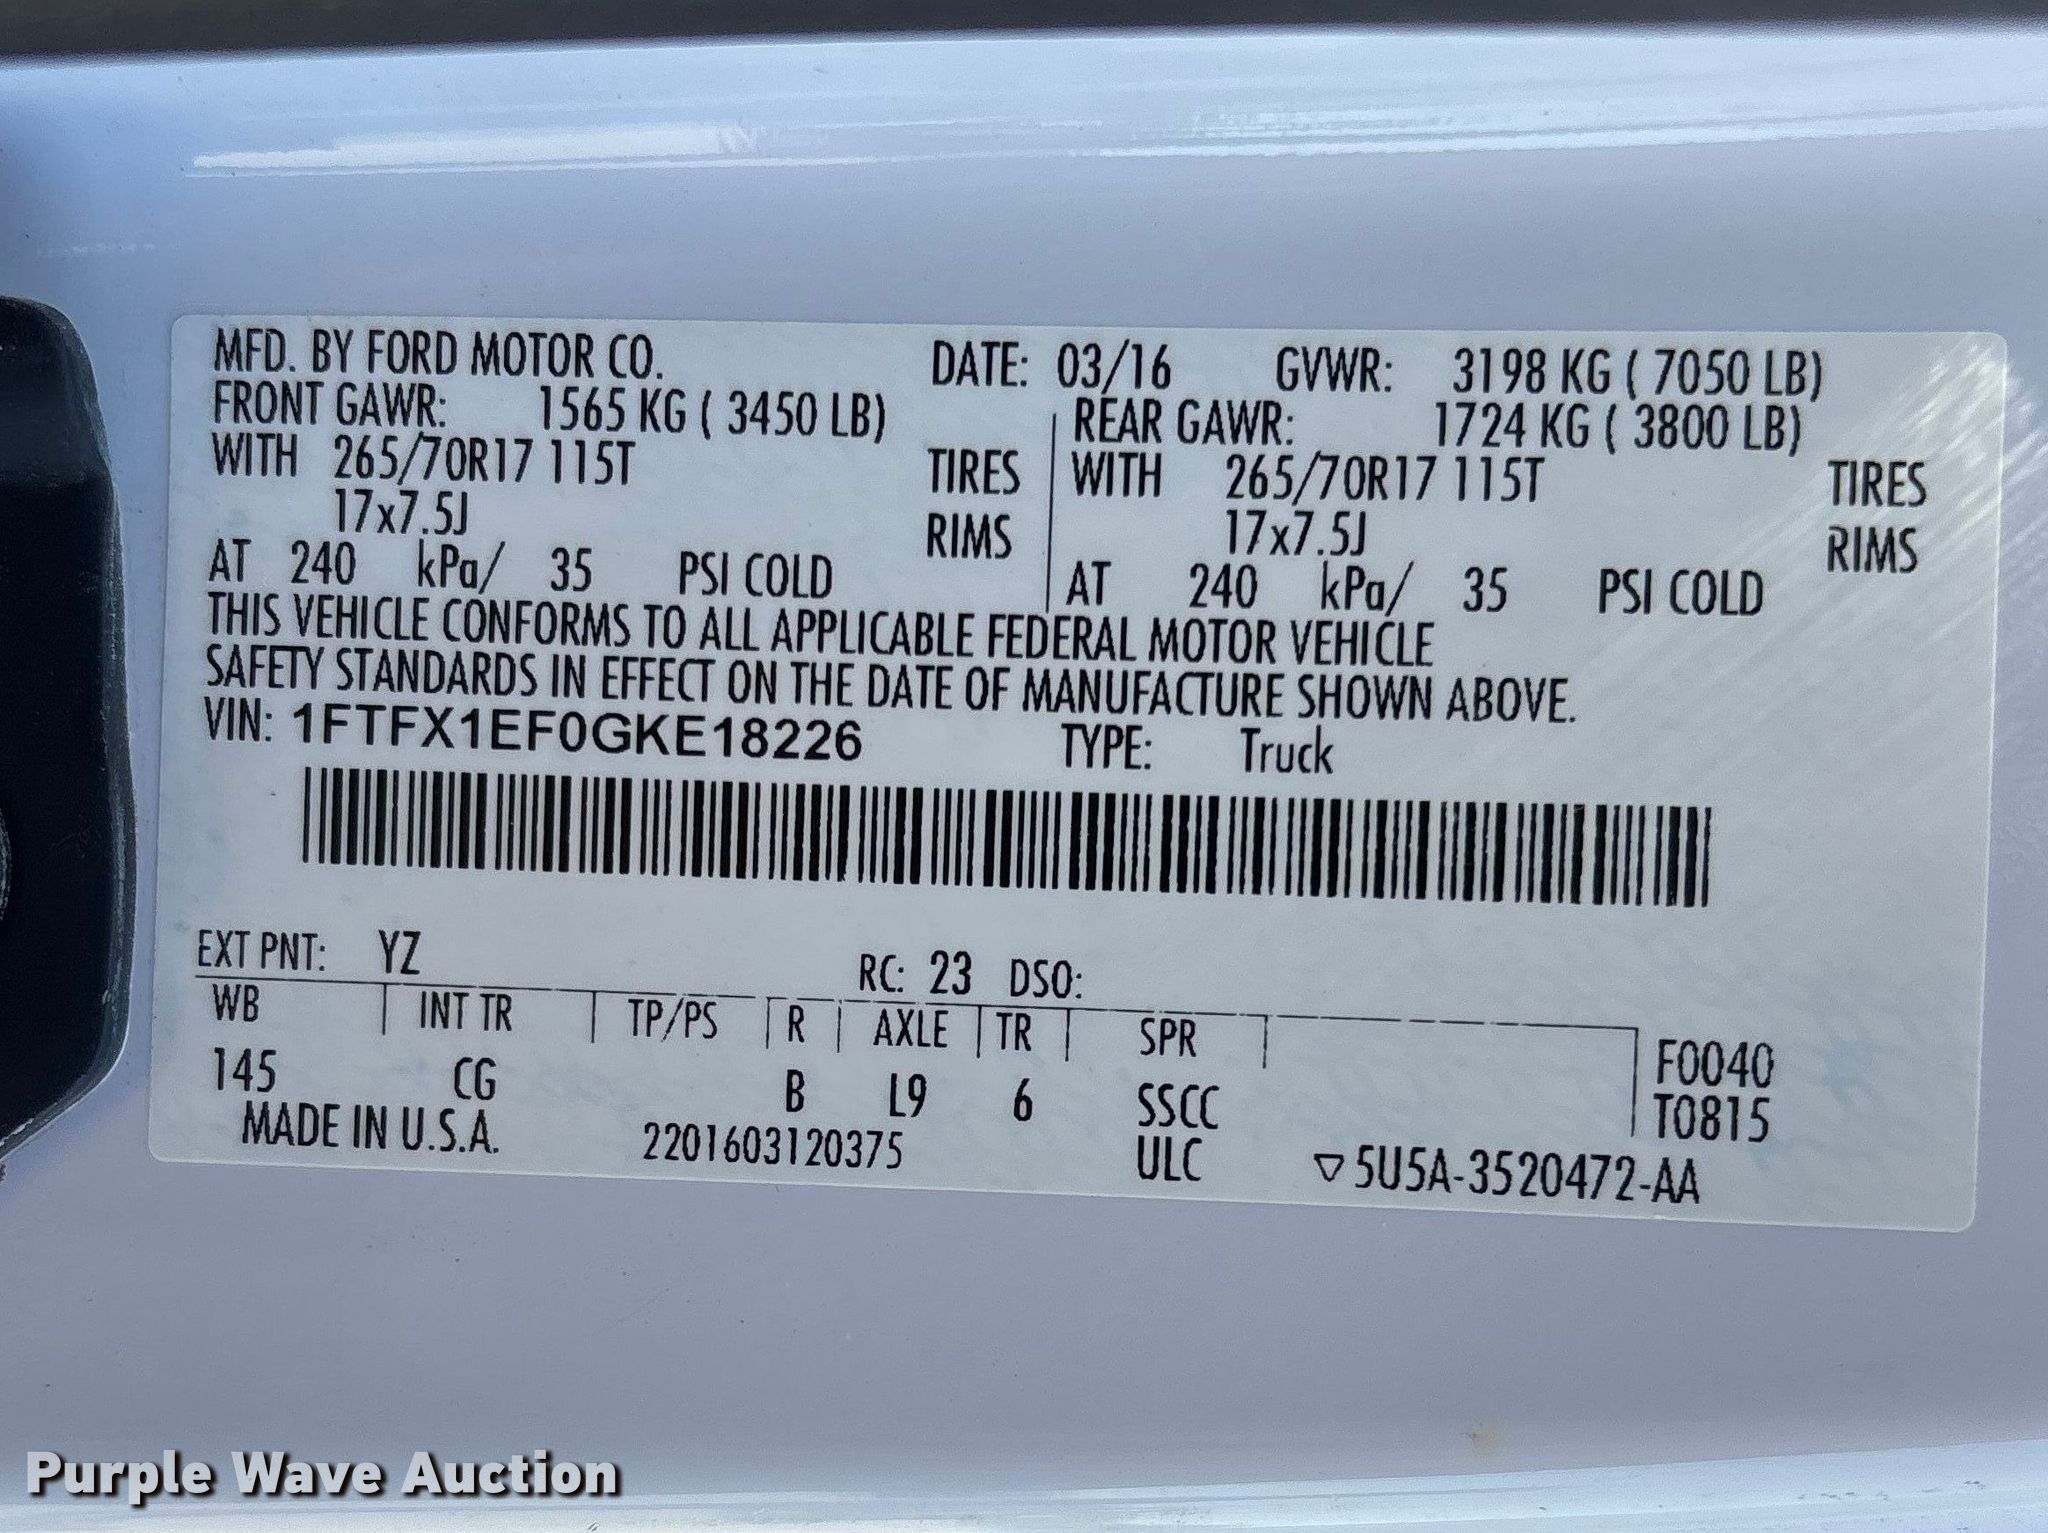 MFD. BY FORD MOTOR CO. DATE: 03/16 GVWR: 3198 KG ( 7050 LB)
FRONT GAWR: 1565 KG ( 3450 LB) REAR GAWR: 1724 KG ( 3800 LB)
WITH 265/70R17 115T TIRES WITH 265/70R17 115T TIRES
17x7.5J RIMS 17x7.5J RIMS
AT 240 kPa/ 35 PSI COLD AT 240 kPa/ 35 PSI COLD
THIS VEHICLE CONFORMS TO ALL APPLICABLE FEDERAL MOTOR VEHICLE
SAFETY STANDARDS IN EFFECT ON THE DATE OF MANUFACTURE SHOWN ABOVE.
VIN: 1FTFX1EF0GKE18226 TYPE: Truck
EXT PNT: YZ RC: 23 DSO:
WB INT TR TP/PS R AXLE TR SPR F0040
145 CG B L9 6 SSCC T0815
MADE IN U.S.A. 2201603120375 ULC ▽5U5A-3520472-AA
Purple Wave Auction